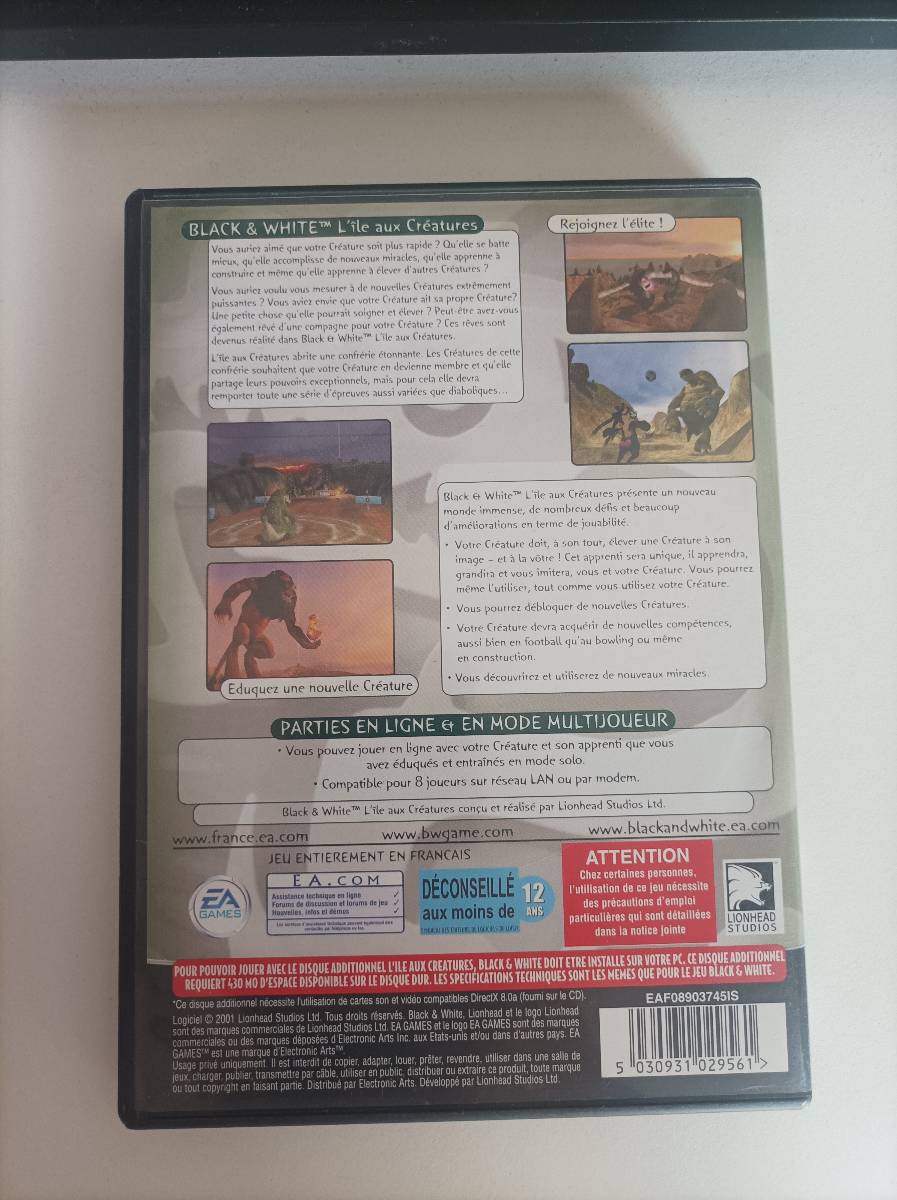 BLACK & WHITE™ L'île aux Créatures
Vous auriez aimé que votre Créature soit plus rapide ? Qu'elle se batte
mieux, qu'elle accomplisse de nouveaux miracles, qu'elle apprenne à
construire et même qu'elle apprenne à élever d'autres Créatures ?
Vous auriez voulu vous mesurer à de nouvelles Créatures extrêmement
puissantes ? Vous aviez envie que votre Créature ait sa propre Créature?
Une petite chose qu'elle pourrait soigner et élever ? Peut-être avez-vous
également rêvé d'une compagne pour votre Créature ? Ces rêves sont
devenus réalité dans Black & White™ L'île aux Créatures.
L'île aux Créatures abrite une confrérie étonnante. Les Créatures de cette
confrérie souhaitent que votre Créature en devienne membre et qu'elle
partage leurs pouvoirs exceptionnels, mais pour cela elle devra
remporter toute une série d'épreuves aussi variées que diaboliques...
Rejoignez l'élite !
Eduquez une nouvelle Créature
Black & White™ L'île aux Créatures présente un nouveau
monde immense, de nombreux défis et beaucoup
d'améliorations en terme de jouabilité.
• Votre Créature doit, à son tour, élever une Créature à son
image – et à la vôtre ! Cet apprenti sera unique, il apprendra,
grandira et vous imitera, vous et votre Créature. Vous pourrez
même l'utiliser, tout comme vous utilisez votre Créature.
• Vous pourrez débloquer de nouvelles Créatures.
• Votre Créature devra acquérir de nouvelles compétences,
aussi bien en football qu'au bowling ou même
en construction.
• Vous découvrirez et utiliserez de nouveaux miracles.
PARTIES EN LIGNE & EN MODE MULTIJOUEUR
• Vous pouvez jouer en ligne avec votre Créature et son apprenti que vous
avez éduqués et entraînés en mode solo.
• Compatible pour 8 joueurs sur réseau LAN ou par modem.
Black & White™ L'île aux Créatures conçu et réalisé par Lionhead Studios Ltd.
www.france.ea.com
www.bwgame.com
www.blackandwhite.ea.com
JEU ENTIEREMENT EN FRANCAIS
EA
GAMES
EA.COM
Assistance technique en ligne ✓
Forums de discussion et forums de jeu ✓
Nouvelles, infos et démos ✓
Les services d'assistance technique peuvent également être
contactés par téléphone ou fax.
DÉCONSEILLÉ
aux moins de
12
ANS
SYNDICAT DES ÉDITEURS DE LOGICIELS DE LOISIRS
ATTENTION
Chez certaines personnes,
l'utilisation de ce jeu nécessite
des précautions d'emploi
particulières qui sont détaillées
dans la notice jointe
LIONHEAD
STUDIOS
POUR POUVOIR JOUER AVEC LE DISQUE ADDITIONNEL L'ILE AUX CREATURES, BLACK & WHITE DOIT ETRE INSTALLE SUR VOTRE PC. CE DISQUE ADDITIONNEL
REQUIERT 430 MO D'ESPACE DISPONIBLE SUR LE DISQUE DUR. LES SPECIFICATIONS TECHNIQUES SONT LES MEMES QUE POUR LE JEU BLACK & WHITE.
*Ce disque additionnel nécessite l'utilisation de cartes son et vidéo compatibles DirectX 8.0a (fourni sur le CD).
Logiciel © 2001 Lionhead Studios Ltd. Tous droits réservés. Black & White, Lionhead et le logo Lionhead
sont des marques commerciales de Lionhead Studios Ltd. EA GAMES et le logo EA GAMES sont des marques
commerciales ou des marques déposées d'Electronic Arts Inc. aux Etats-unis et/ou dans d'autres pays. EA
GAMES™ est une marque d'Electronic Arts™.
Usage privé uniquement. Il est interdit de copier, adapter, louer, prêter, revendre, utiliser dans une salle de
jeux, charger, publier, transmettre par câble, utiliser en public, distribuer ou extraire ce produit, toute marque
ou tout copyright en faisant partie. Distribué par Electronic Arts. Développé par Lionhead Studios Ltd.
EAF08903745IS
5 030931 029561 >